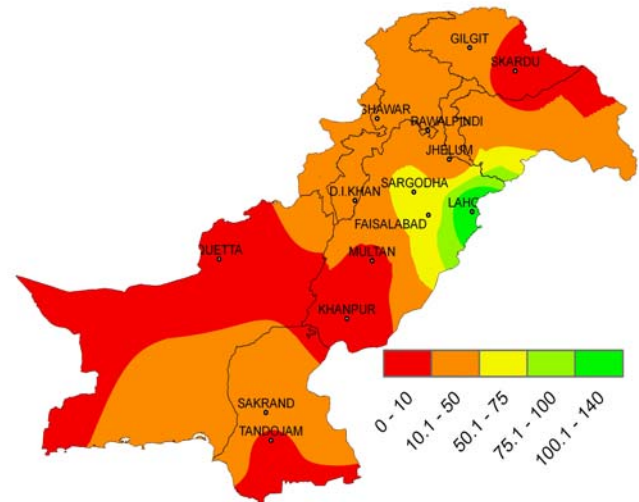 GILGIT
SKARDU
SHAWAR
RAWALPINDI
JHELUM
SARGODHA
D.I.KHAN
LAHO
FAISALABAD
UETTA
MULTAN
KHANPUR
SAKRAND
TANDOJAM
0 - 10
10.1 - 50
50.1 - 75
75.1 - 100
100.1 - 140